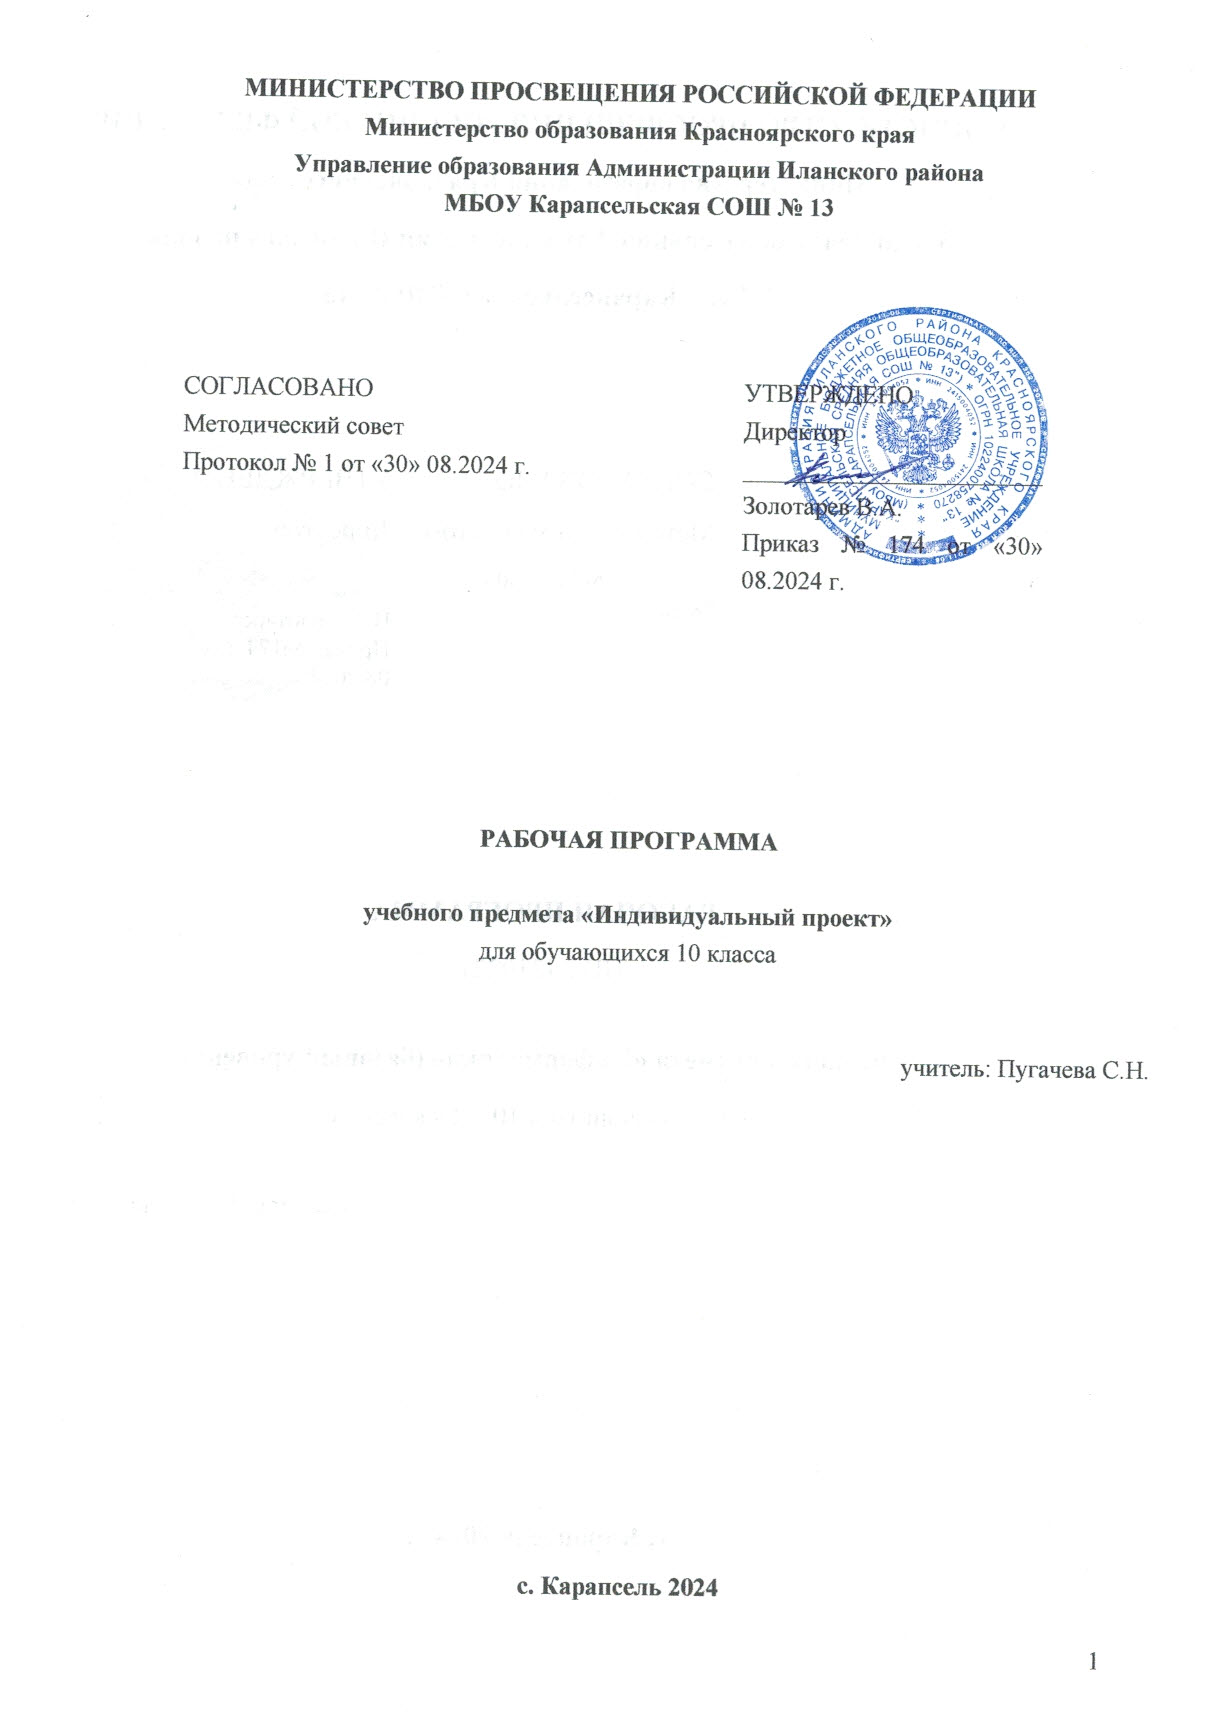 МИНИСТЕРСТВО ПРОСВЕЩЕНИЯ РОССИЙСКОЙ ФЕДЕРАЦИИ
Министерство образования Красноярского края
Управление образования Администрации Иланского района
МБОУ Карапсельская СОШ № 13
СОГЛАСОВАНО
Методический совет
Протокол № 1 от «30» 08.2024 г.
УТВЕРЖДЕНО
Директор
Золотарев В.А.
Приказ № 174 от «30»
08.2024 г.
РАБОЧАЯ ПРОГРАММА
учебного предмета «Индивидуальный проект»
для обучающихся 10 класса
учитель: Пугачева С.Н.
с. Карапсель 2024
1